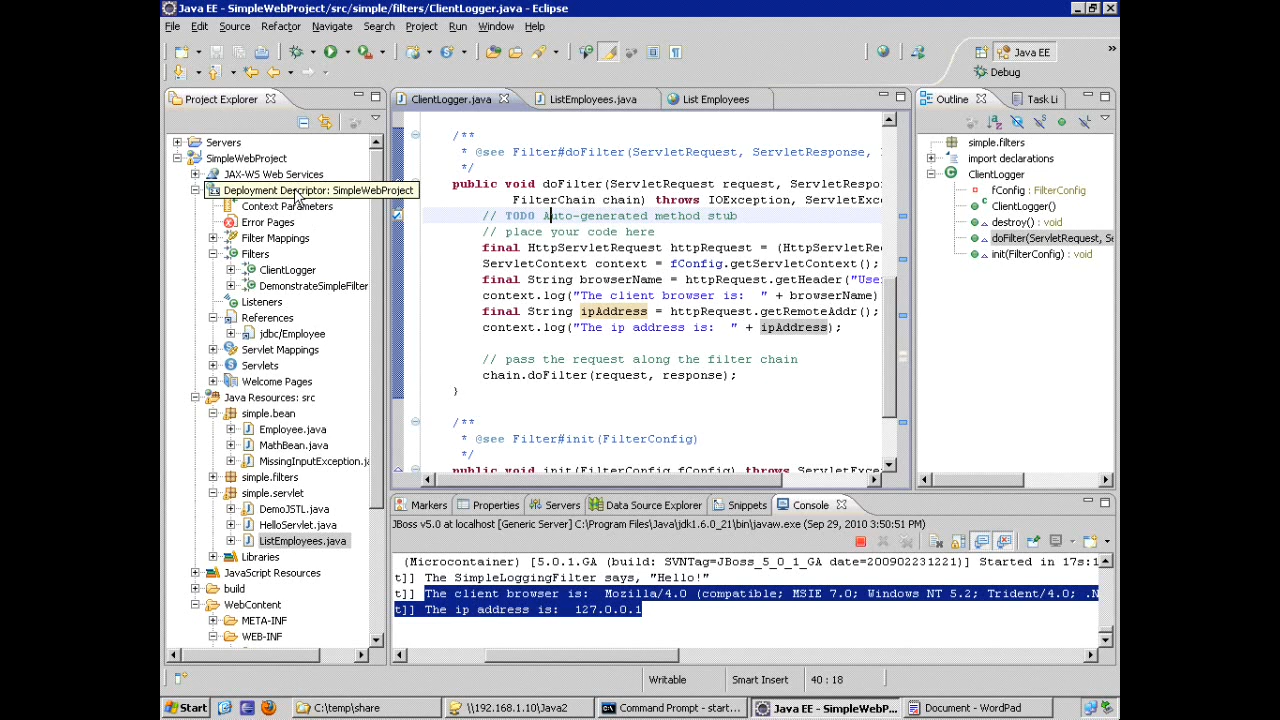 Java EE - SimpleWebProject/src/simple/filters/ClientLogger.java - Eclipse
File Edit Source Refactor Navigate Search Project Run Window Help
Java EE
Debug
Project Explorer
Servers
SimpleWebProject
JAX-WS Web Services
Deployment Descriptor: SimpleWebProject
Context Parameters
Error Pages
Filter Mappings
Filters
ClientLogger
DemonstrateSimpleFilter
Listeners
References
jdbc/Employee
Servlet Mappings
Servlets
Welcome Pages
Java Resources: src
simple.bean
Employee.java
MathBean.java
MissingInputException.j
simple.filters
simple.servlet
DemoJSTL.java
HelloServlet.java
ListEmployees.java
Libraries
JavaScript Resources
build
WebContent
META-INF
WEB-INF
ClientLogger.java ListEmployees.java List Employees
/**
* @see Filter#doFilter(ServletRequest, ServletResponse,
*/
public void doFilter(ServletRequest request, ServletRespo
FilterChain chain) throws IOException, ServletExc
// TODO Auto-generated method stub
// place your code here
final HttpServletRequest httpRequest = (HttpServletRe
ServletContext context = fConfig.getServletContext();
final String browserName = httpRequest.getHeader("Use
context.log("The client browser is:  " + browserName)
final String ipAddress = httpRequest.getRemoteAddr();
context.log("The ip address is:  " + ipAddress);
// pass the request along the filter chain
chain.doFilter(request, response);
}
/**
* @see Filter#init(FilterConfig)
*/
public void init(FilterConfig fConfig) throws ServletExce
Outline Task Li
simple.filters
import declarations
ClientLogger
fConfig : FilterConfig
ClientLogger()
destroy() : void
doFilter(ServletRequest, S
init(FilterConfig) : void
Markers Properties Servers Data Source Explorer Snippets Console
JBoss v5.0 at localhost [Generic Server] C:\Program Files\Java\jdk1.6.0_21\bin\javaw.exe (Sep 29, 2010 3:50:51 PM)
(Microcontainer) [5.0.1.GA (build: SVNTag=JBoss_5_0_1_GA date=200902231221)] Started in 17s:1
t]] The SimpleLoggingFilter says, "Hello!"
t]] The client browser is:  Mozilla/4.0 (compatible; MSIE 7.0; Windows NT 5.2; Trident/4.0; .N
t]] The ip address is:  127.0.0.1
Writable Smart Insert 40 : 18
Start C:\temp\share \\192.168.1.10\Java2 Command Prompt - start... Java EE - SimpleWebP... Document - WordPad